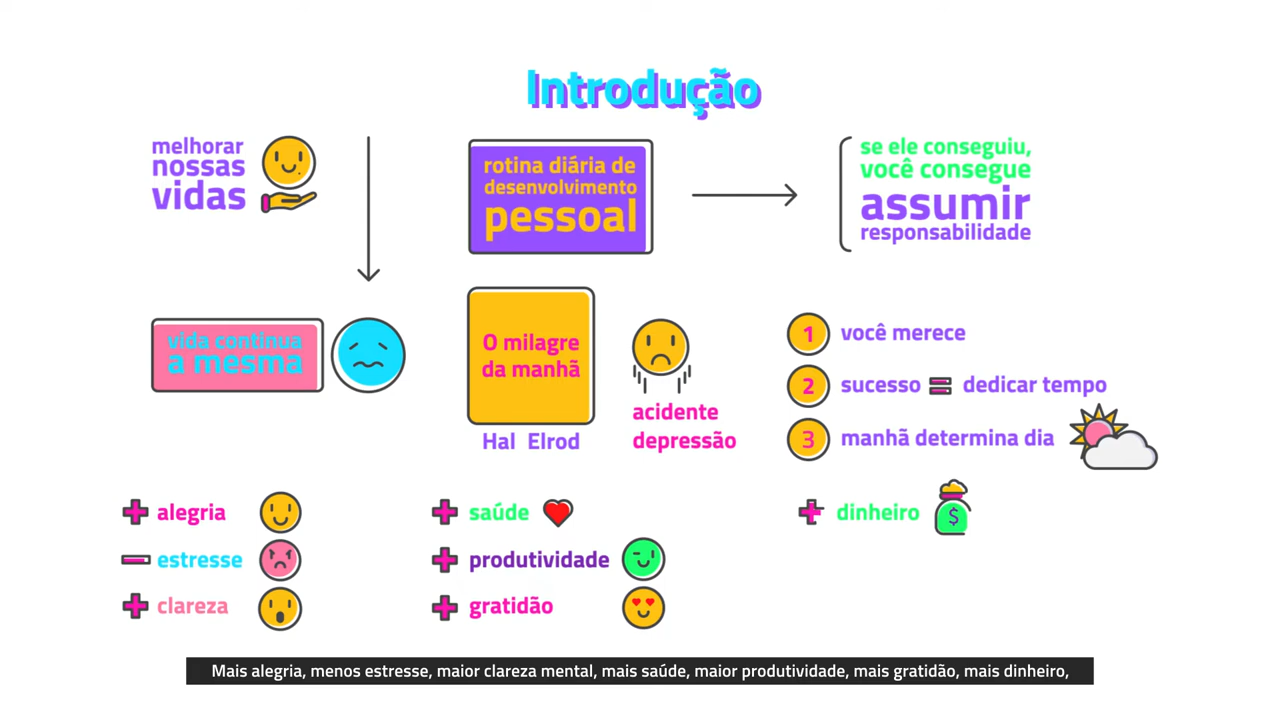 Introdução
melhorar
nossas
vidas
rotina diária de
desenvolvimento
pessoal
se ele conseguiu,
você consegue
assumir
responsabilidade
vida continua
a mesma
O milagre
da manhã
Hal Elrod
acidente
depressão
1 você merece
2 sucesso = dedicar tempo
3 manhã determina dia
+ alegria
- estresse
+ clareza
+ saúde
+ produtividade
+ gratidão
+ dinheiro
$
Mais alegria, menos estresse, maior clareza mental, mais saúde, maior produtividade, mais gratidão, mais dinheiro,